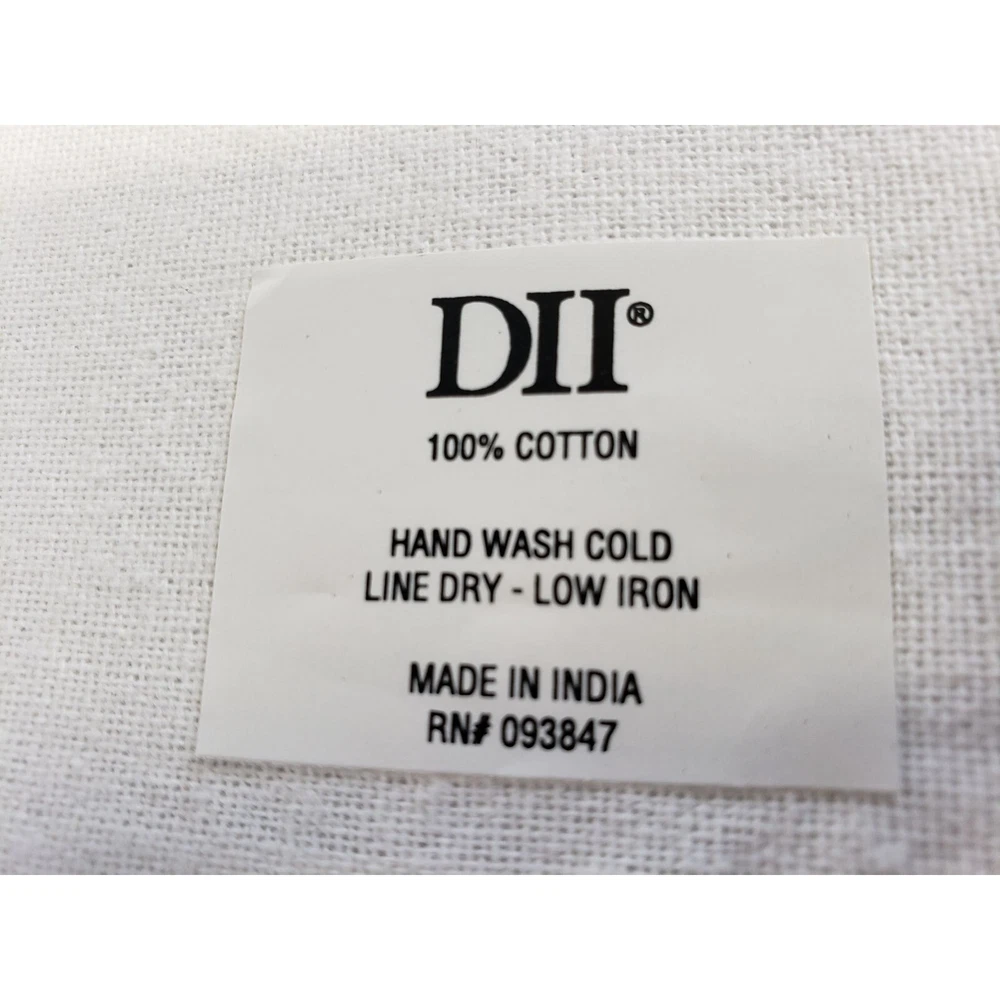 DII®
100% COTTON
HAND WASH COLD
LINE DRY - LOW IRON
MADE IN INDIA
RN# 093847